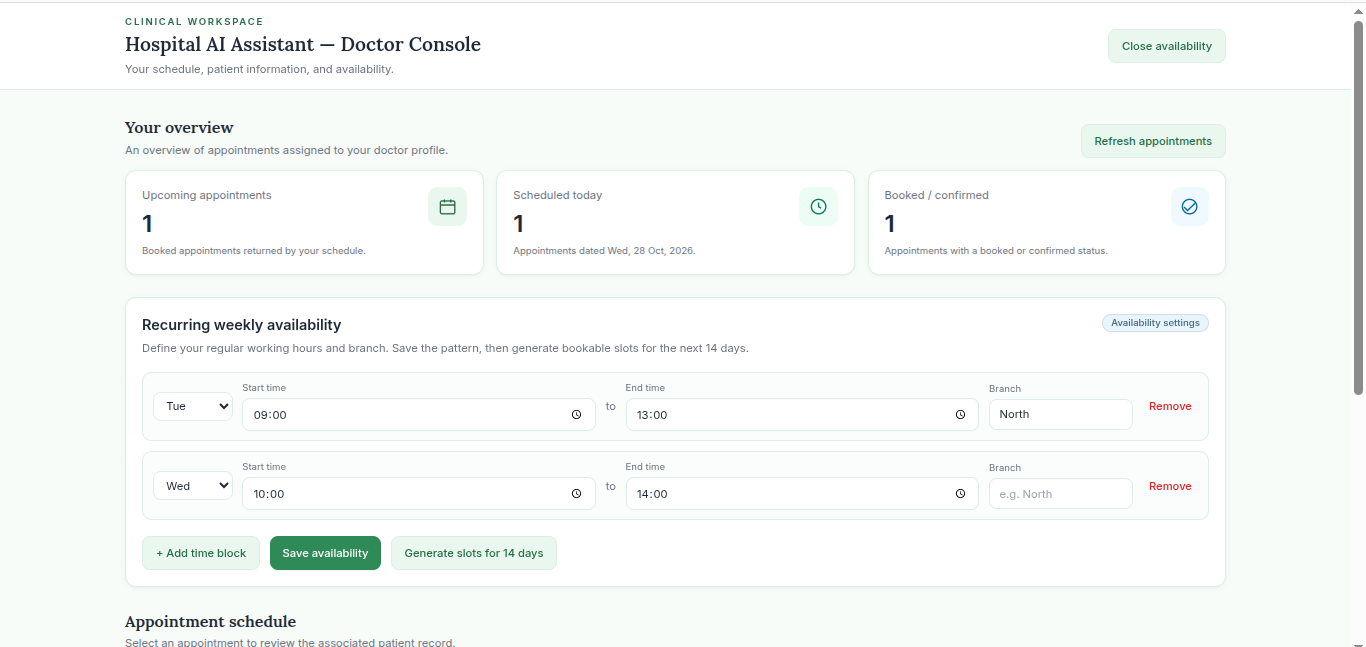 CLINICAL WORKSPACE
Hospital AI Assistant — Doctor Console
Your schedule, patient information, and availability.
Close availability
Your overview
An overview of appointments assigned to your doctor profile.
Refresh appointments
Upcoming appointments
1
Booked appointments returned by your schedule.
Scheduled today
1
Appointments dated Wed, 28 Oct, 2026.
Booked / confirmed
1
Appointments with a booked or confirmed status.
Recurring weekly availability
Availability settings
Define your regular working hours and branch. Save the pattern, then generate bookable slots for the next 14 days.
Tue
Start time
09:00
to
End time
13:00
Branch
North
Remove
Wed
Start time
10:00
to
End time
14:00
Branch
e.g. North
Remove
+ Add time block
Save availability
Generate slots for 14 days
Appointment schedule
Select an appointment to review the associated patient record.